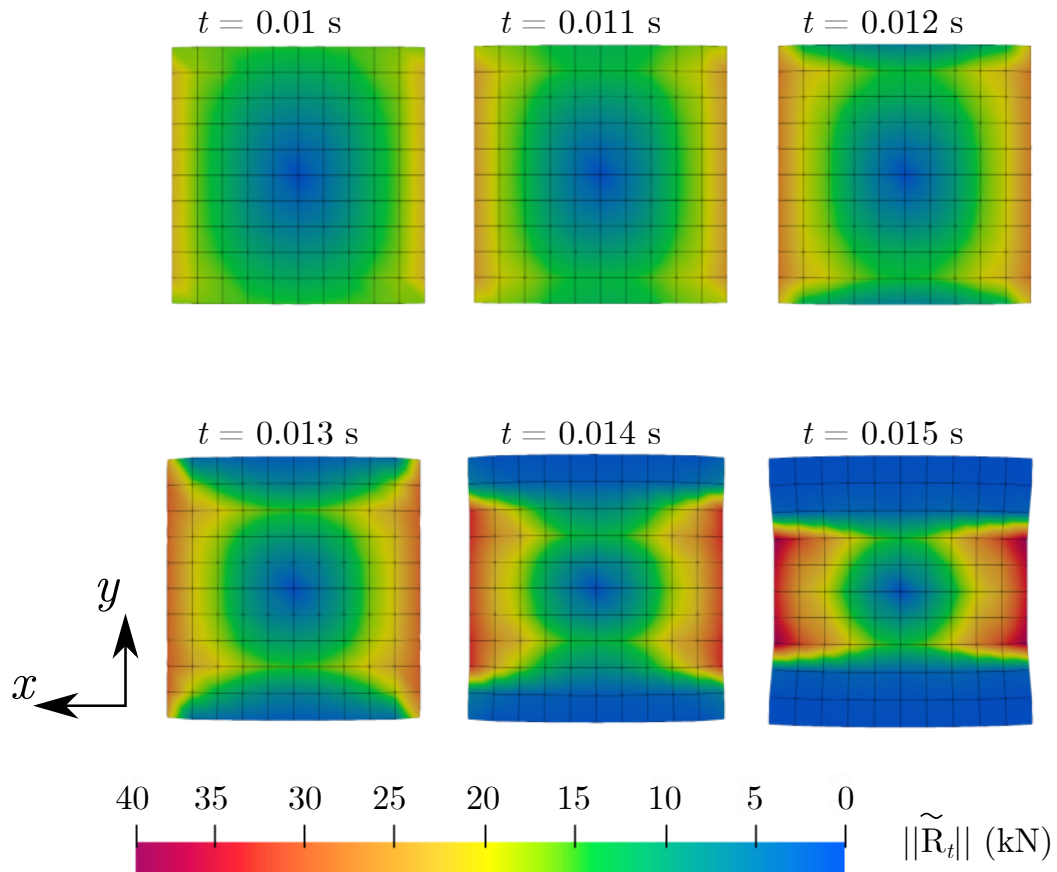 t = 0.01 s
t = 0.011 s
t = 0.012 s
t = 0.013 s
t = 0.014 s
t = 0.015 s
y
x
40 35 30 25 20 15 10 5 0
||R̃ₜ|| (kN)